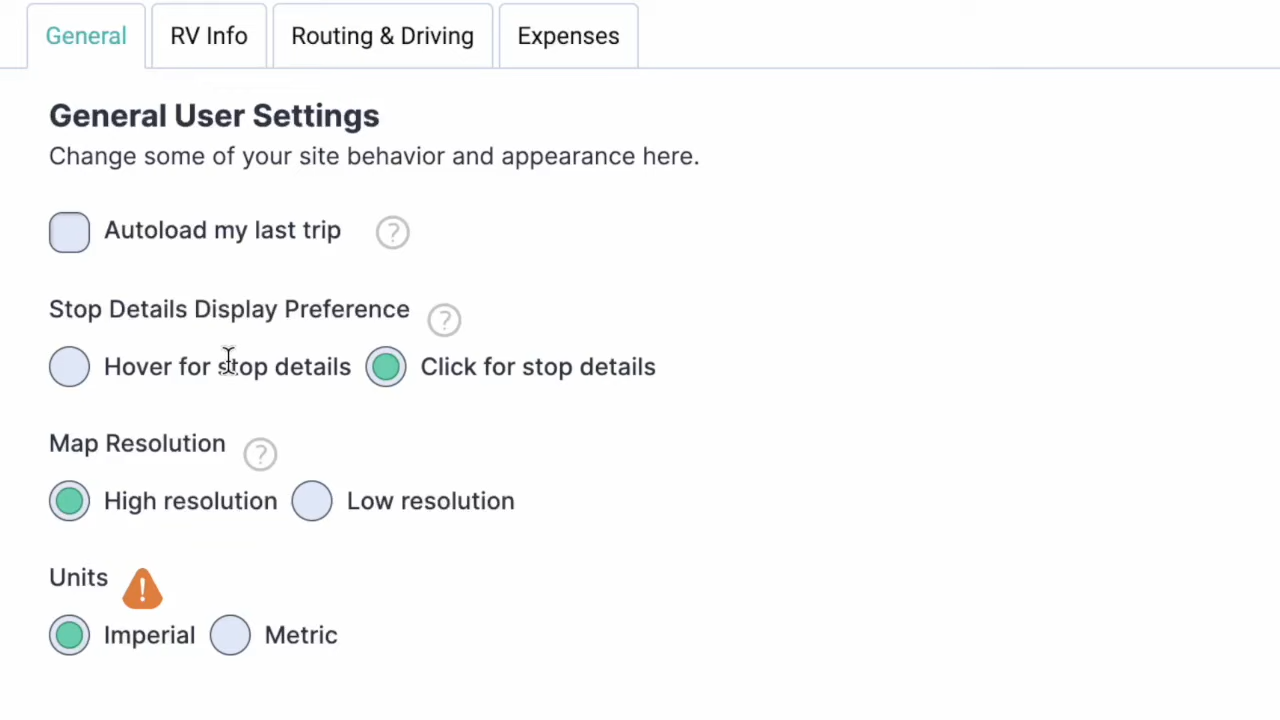 General RV Info Routing & Driving Expenses
General User Settings
Change some of your site behavior and appearance here.
Autoload my last trip ?
Stop Details Display Preference ?
Hover for stop details Click for stop details
Map Resolution ?
High resolution Low resolution
Units !
Imperial Metric